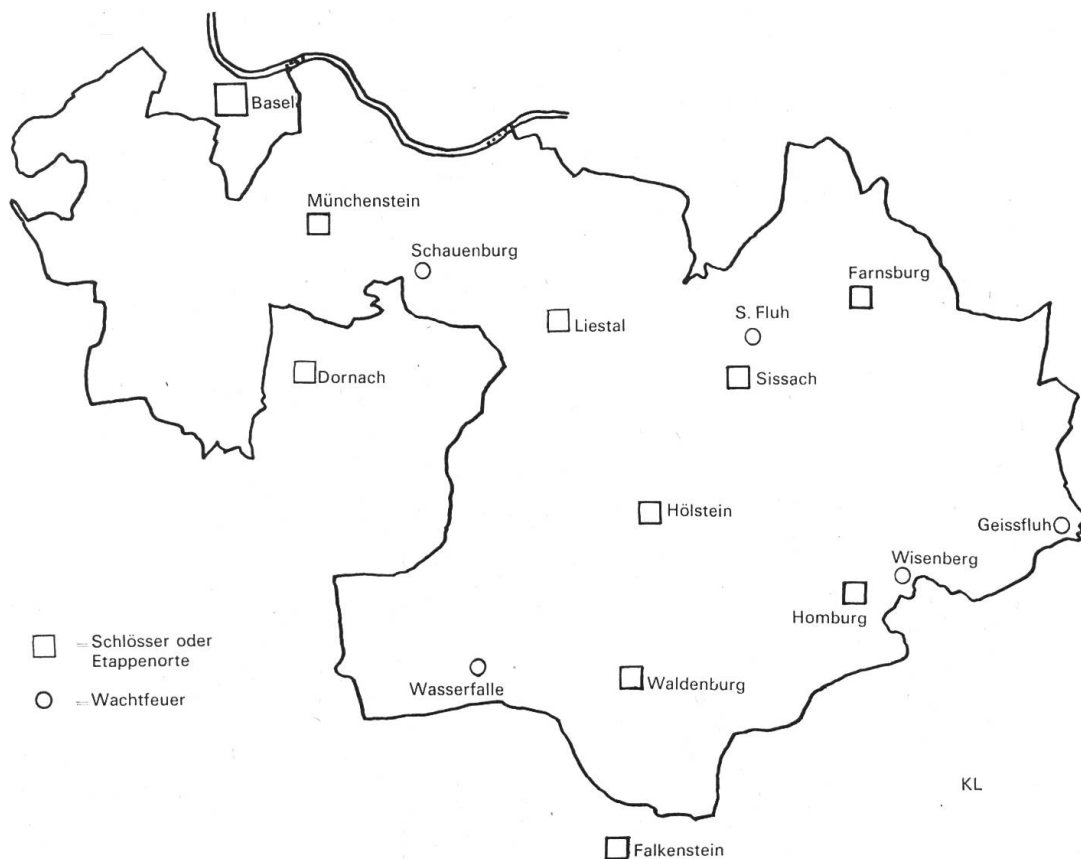 Basel
Münchenstein
Schauenburg
Farnsburg
S. Fluh
Liestal
Dornach
Sissach
Hölstein
Geissfluh
Wisenberg
Homburg
Wasserfalle
Waldenburg
Falkenstein
= Schlösser oder
Etappenorte
= Wachtfeuer
KL